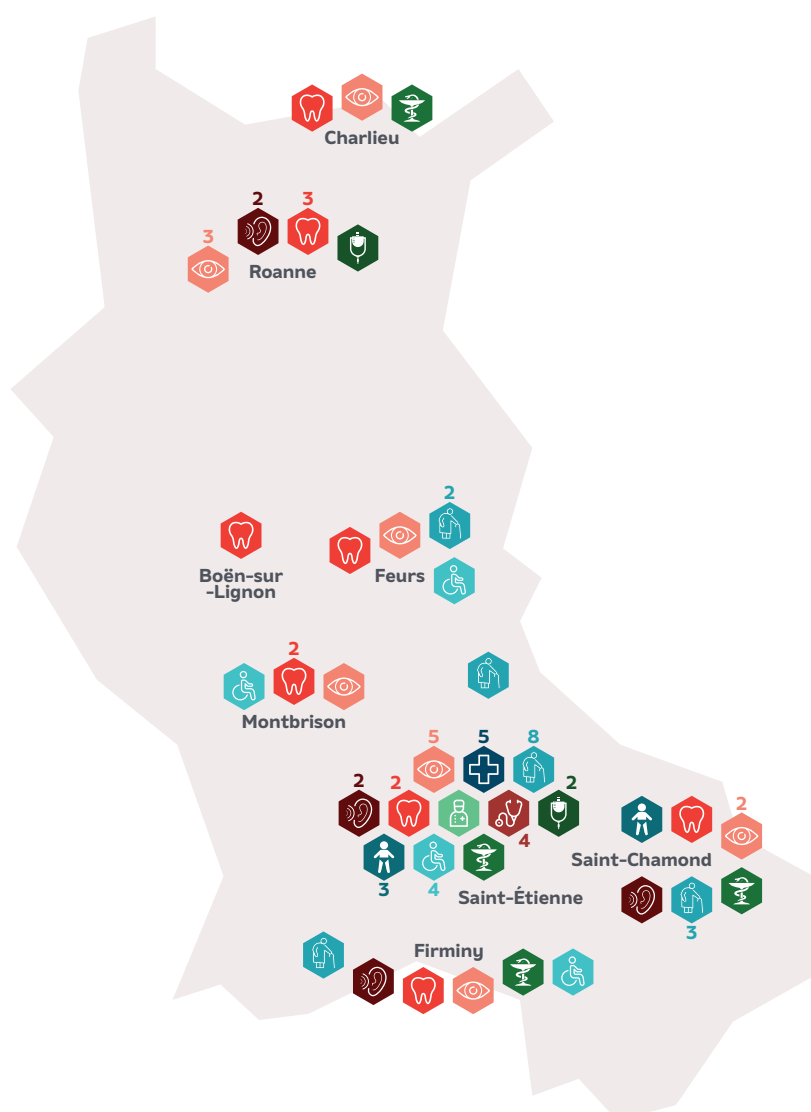 Charlieu
2 3
3
Roanne
2
Boën-sur
-Lignon
Feurs
2
Montbrison
5 5 8
2 2 2
4
2
Saint-Chamond
3 4
Saint-Étienne
3
Firminy